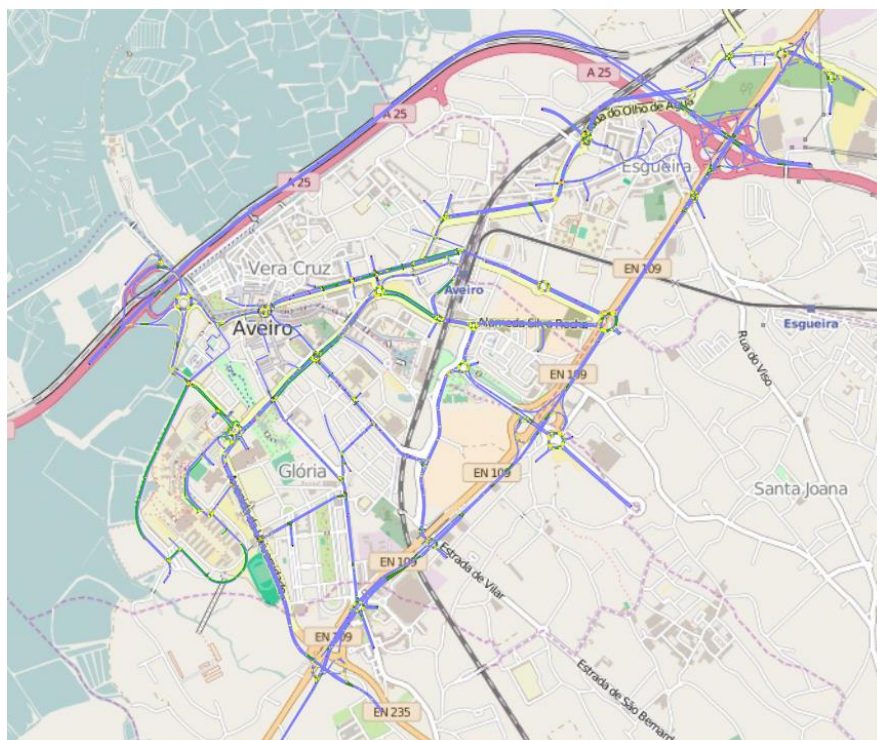 A 25
A 25
A 25
Estrada do Olho de Água
Esgueira
Vera Cruz
EN 109
Aveiro
Aveiro
Alameda Silva Rocha
Esgueira
Rua do Viso
EN 109
Glória
EN 109
Santa Joana
EN 109
Estrada de Vilar
EN 109
Estrada de São Bernard
EN 235